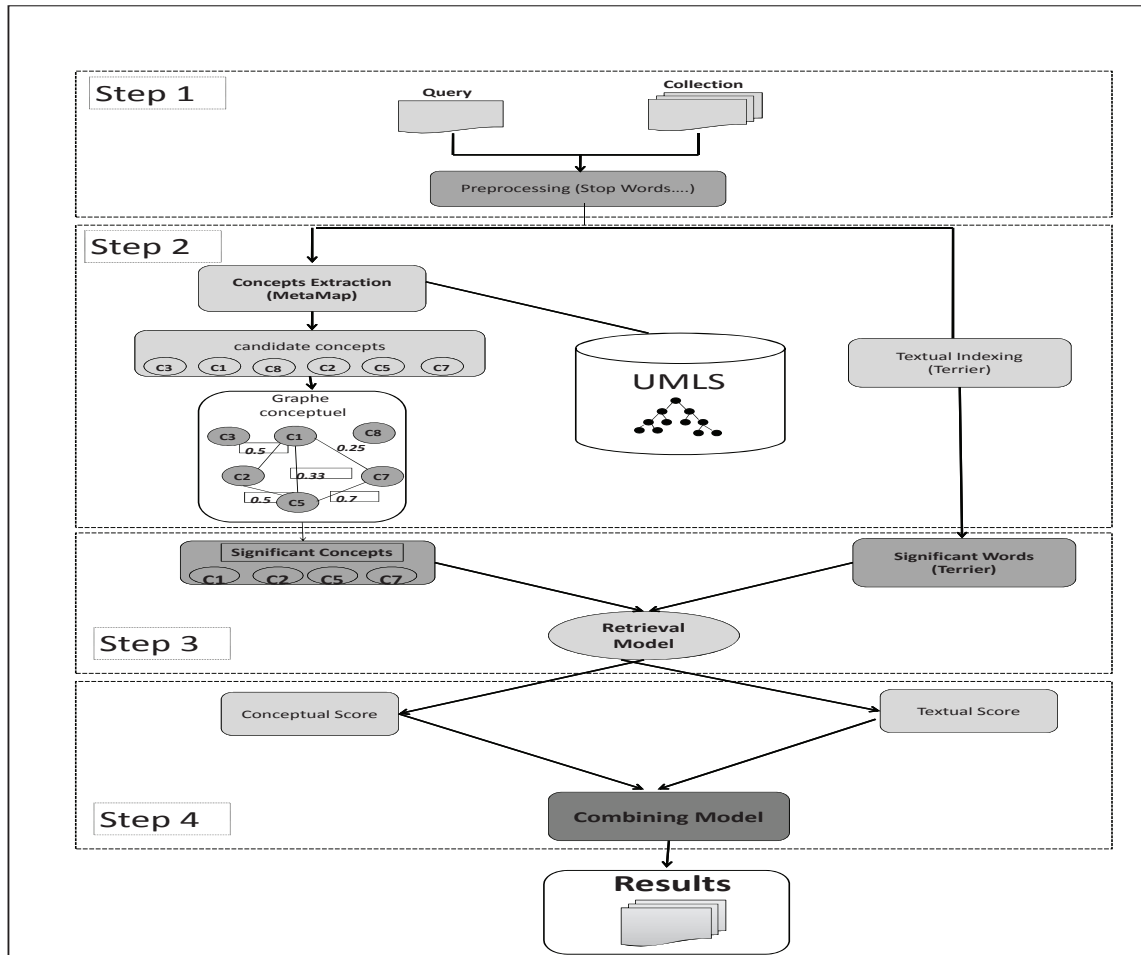 Step 1
Query
Collection
Preprocessing (Stop Words....)
Step 2
Concepts Extraction
(MetaMap)
candidate concepts
C3 C1 C8 C2 C5 C7
UMLS
Textual Indexing
(Terrier)
Graphe
conceptuel
C3 C1 C8
0.5 0.25
C2 0.33 C7
0.5 0.7
C5
Significant Concepts
C1 C2 C5 C7
Significant Words
(Terrier)
Retrieval
Model
Step 3
Conceptual Score
Textual Score
Combining Model
Step 4
Results